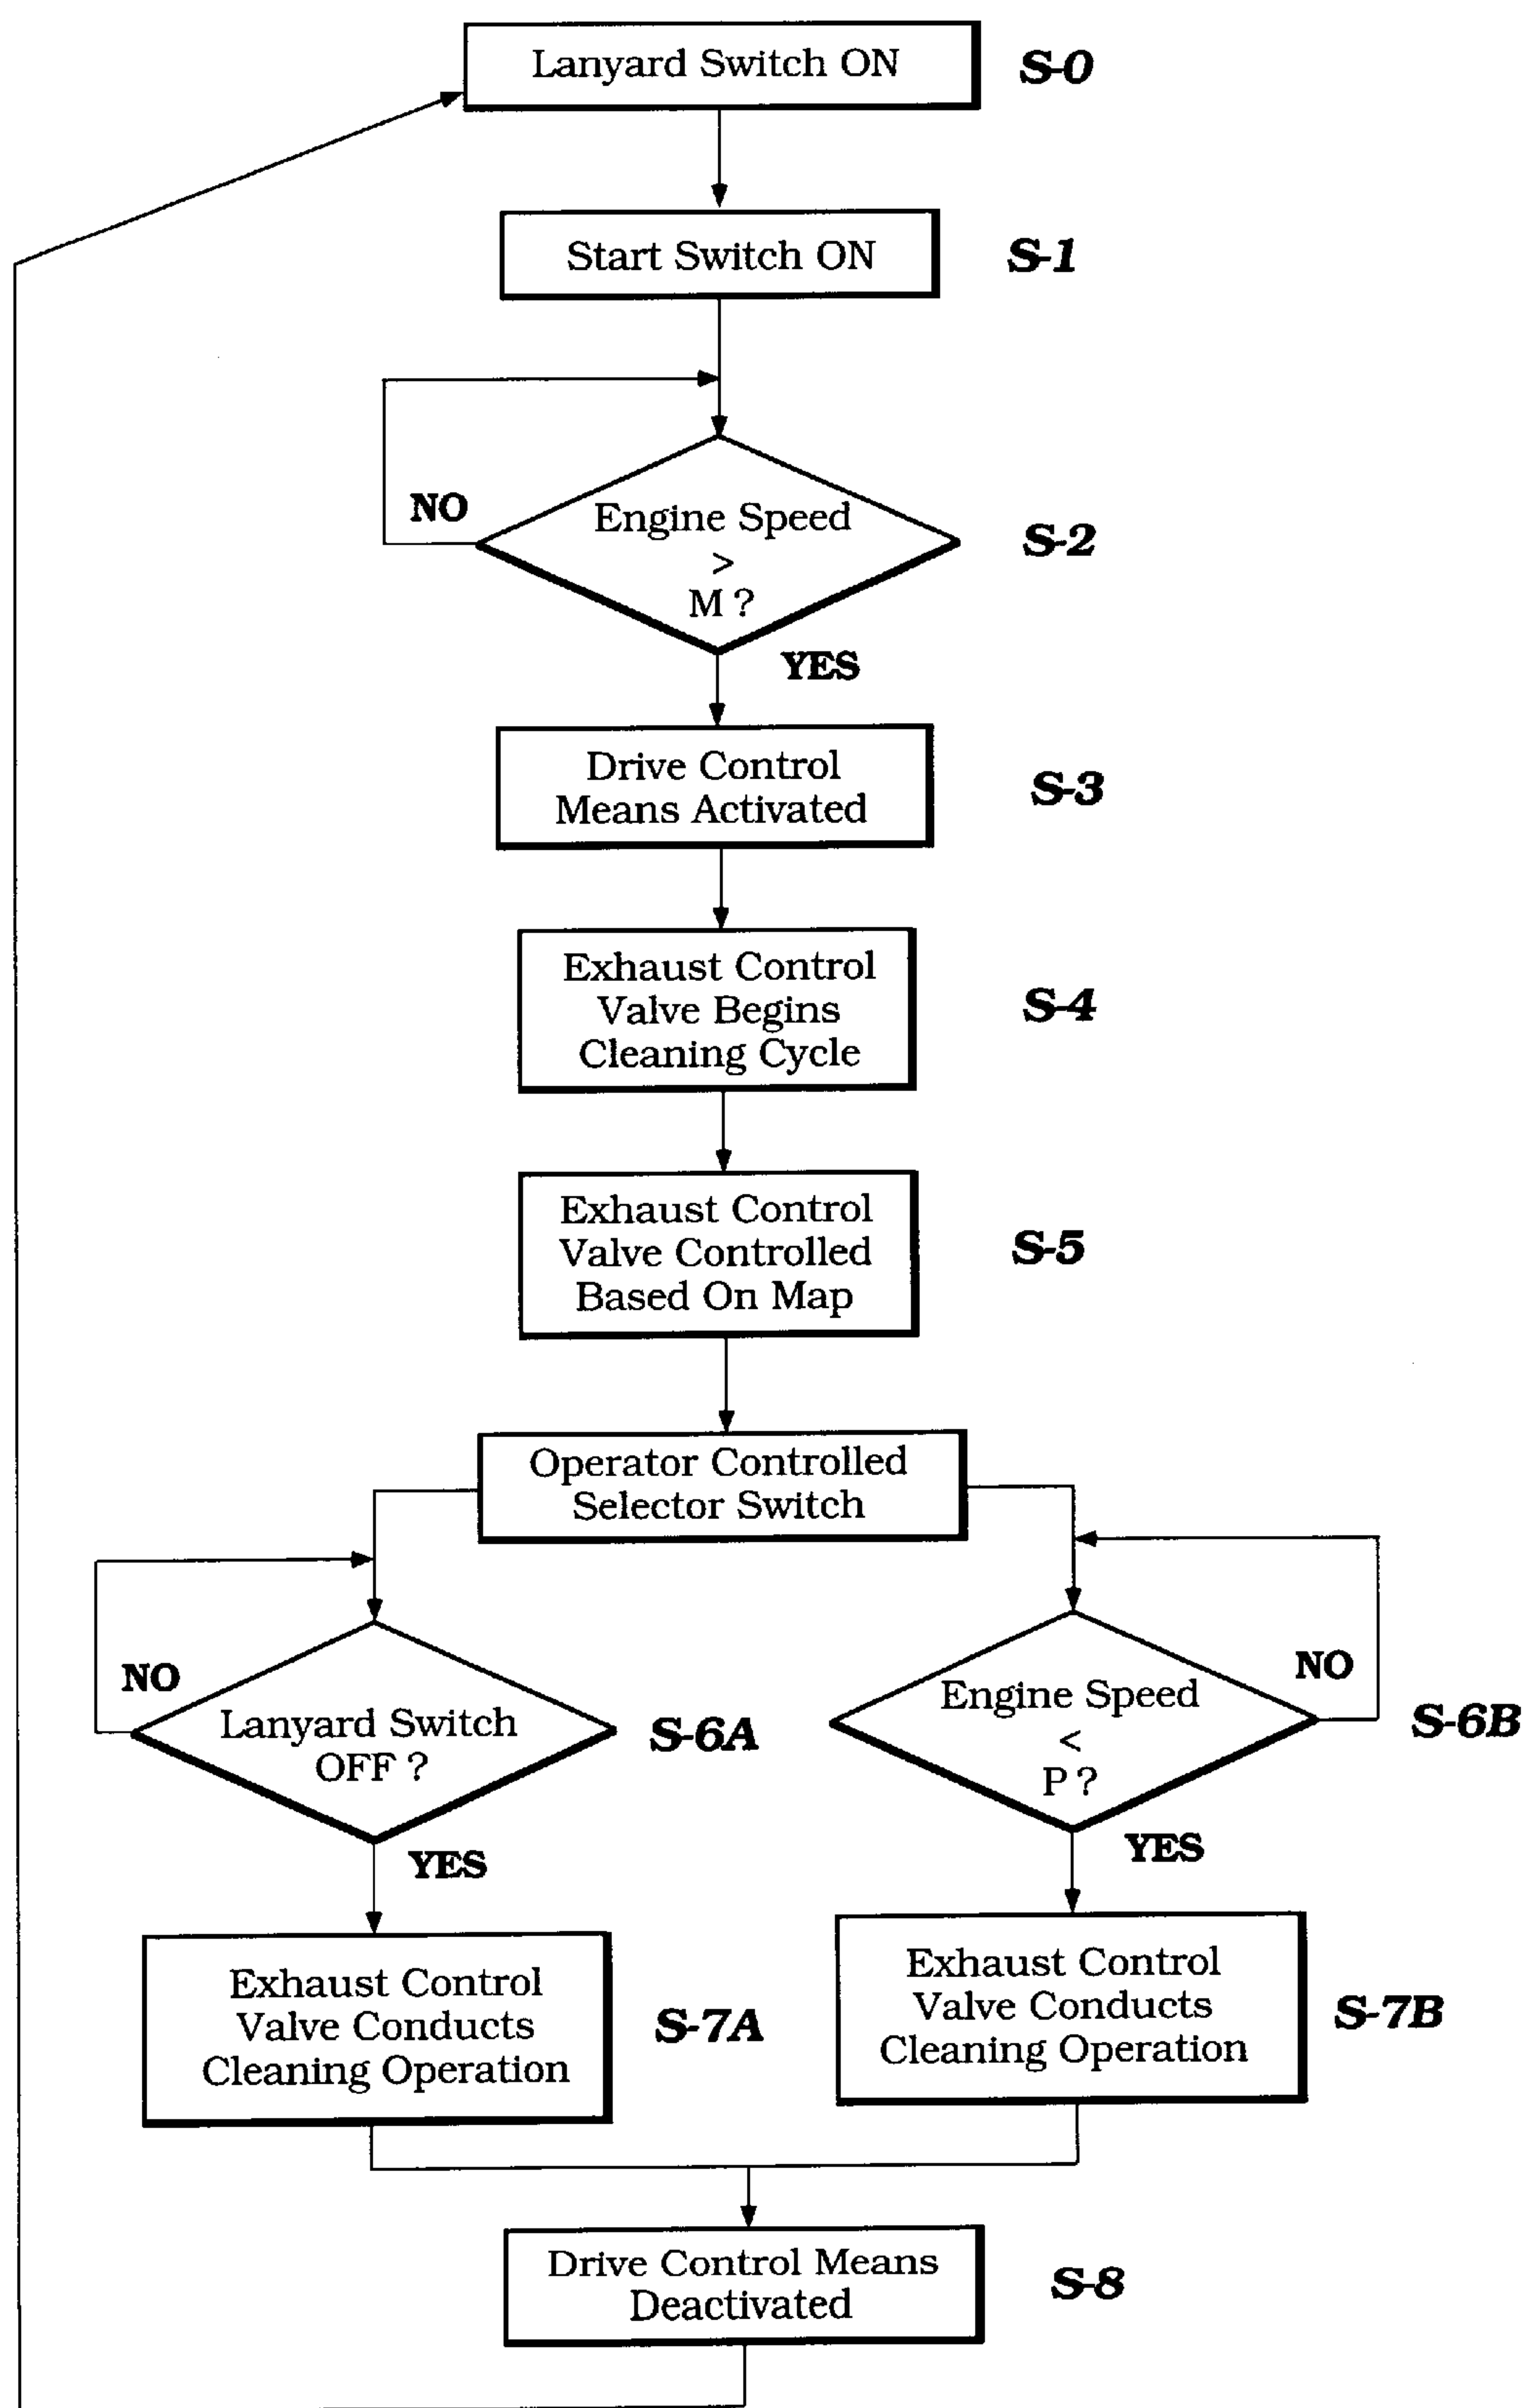 Lanyard Switch ON
S-0
Start Switch ON
S-1
NO
Engine Speed
>
M ?
S-2
YES
Drive Control
Means Activated
S-3
Exhaust Control
Valve Begins
Cleaning Cycle
S-4
Exhaust Control
Valve Controlled
Based On Map
S-5
Operator Controlled
Selector Switch
NO
Lanyard Switch
OFF ?
S-6A
YES
Engine Speed
<
P ?
NO
S-6B
YES
Exhaust Control
Valve Conducts
Cleaning Operation
S-7A
Exhaust Control
Valve Conducts
Cleaning Operation
S-7B
Drive Control Means
Deactivated
S-8